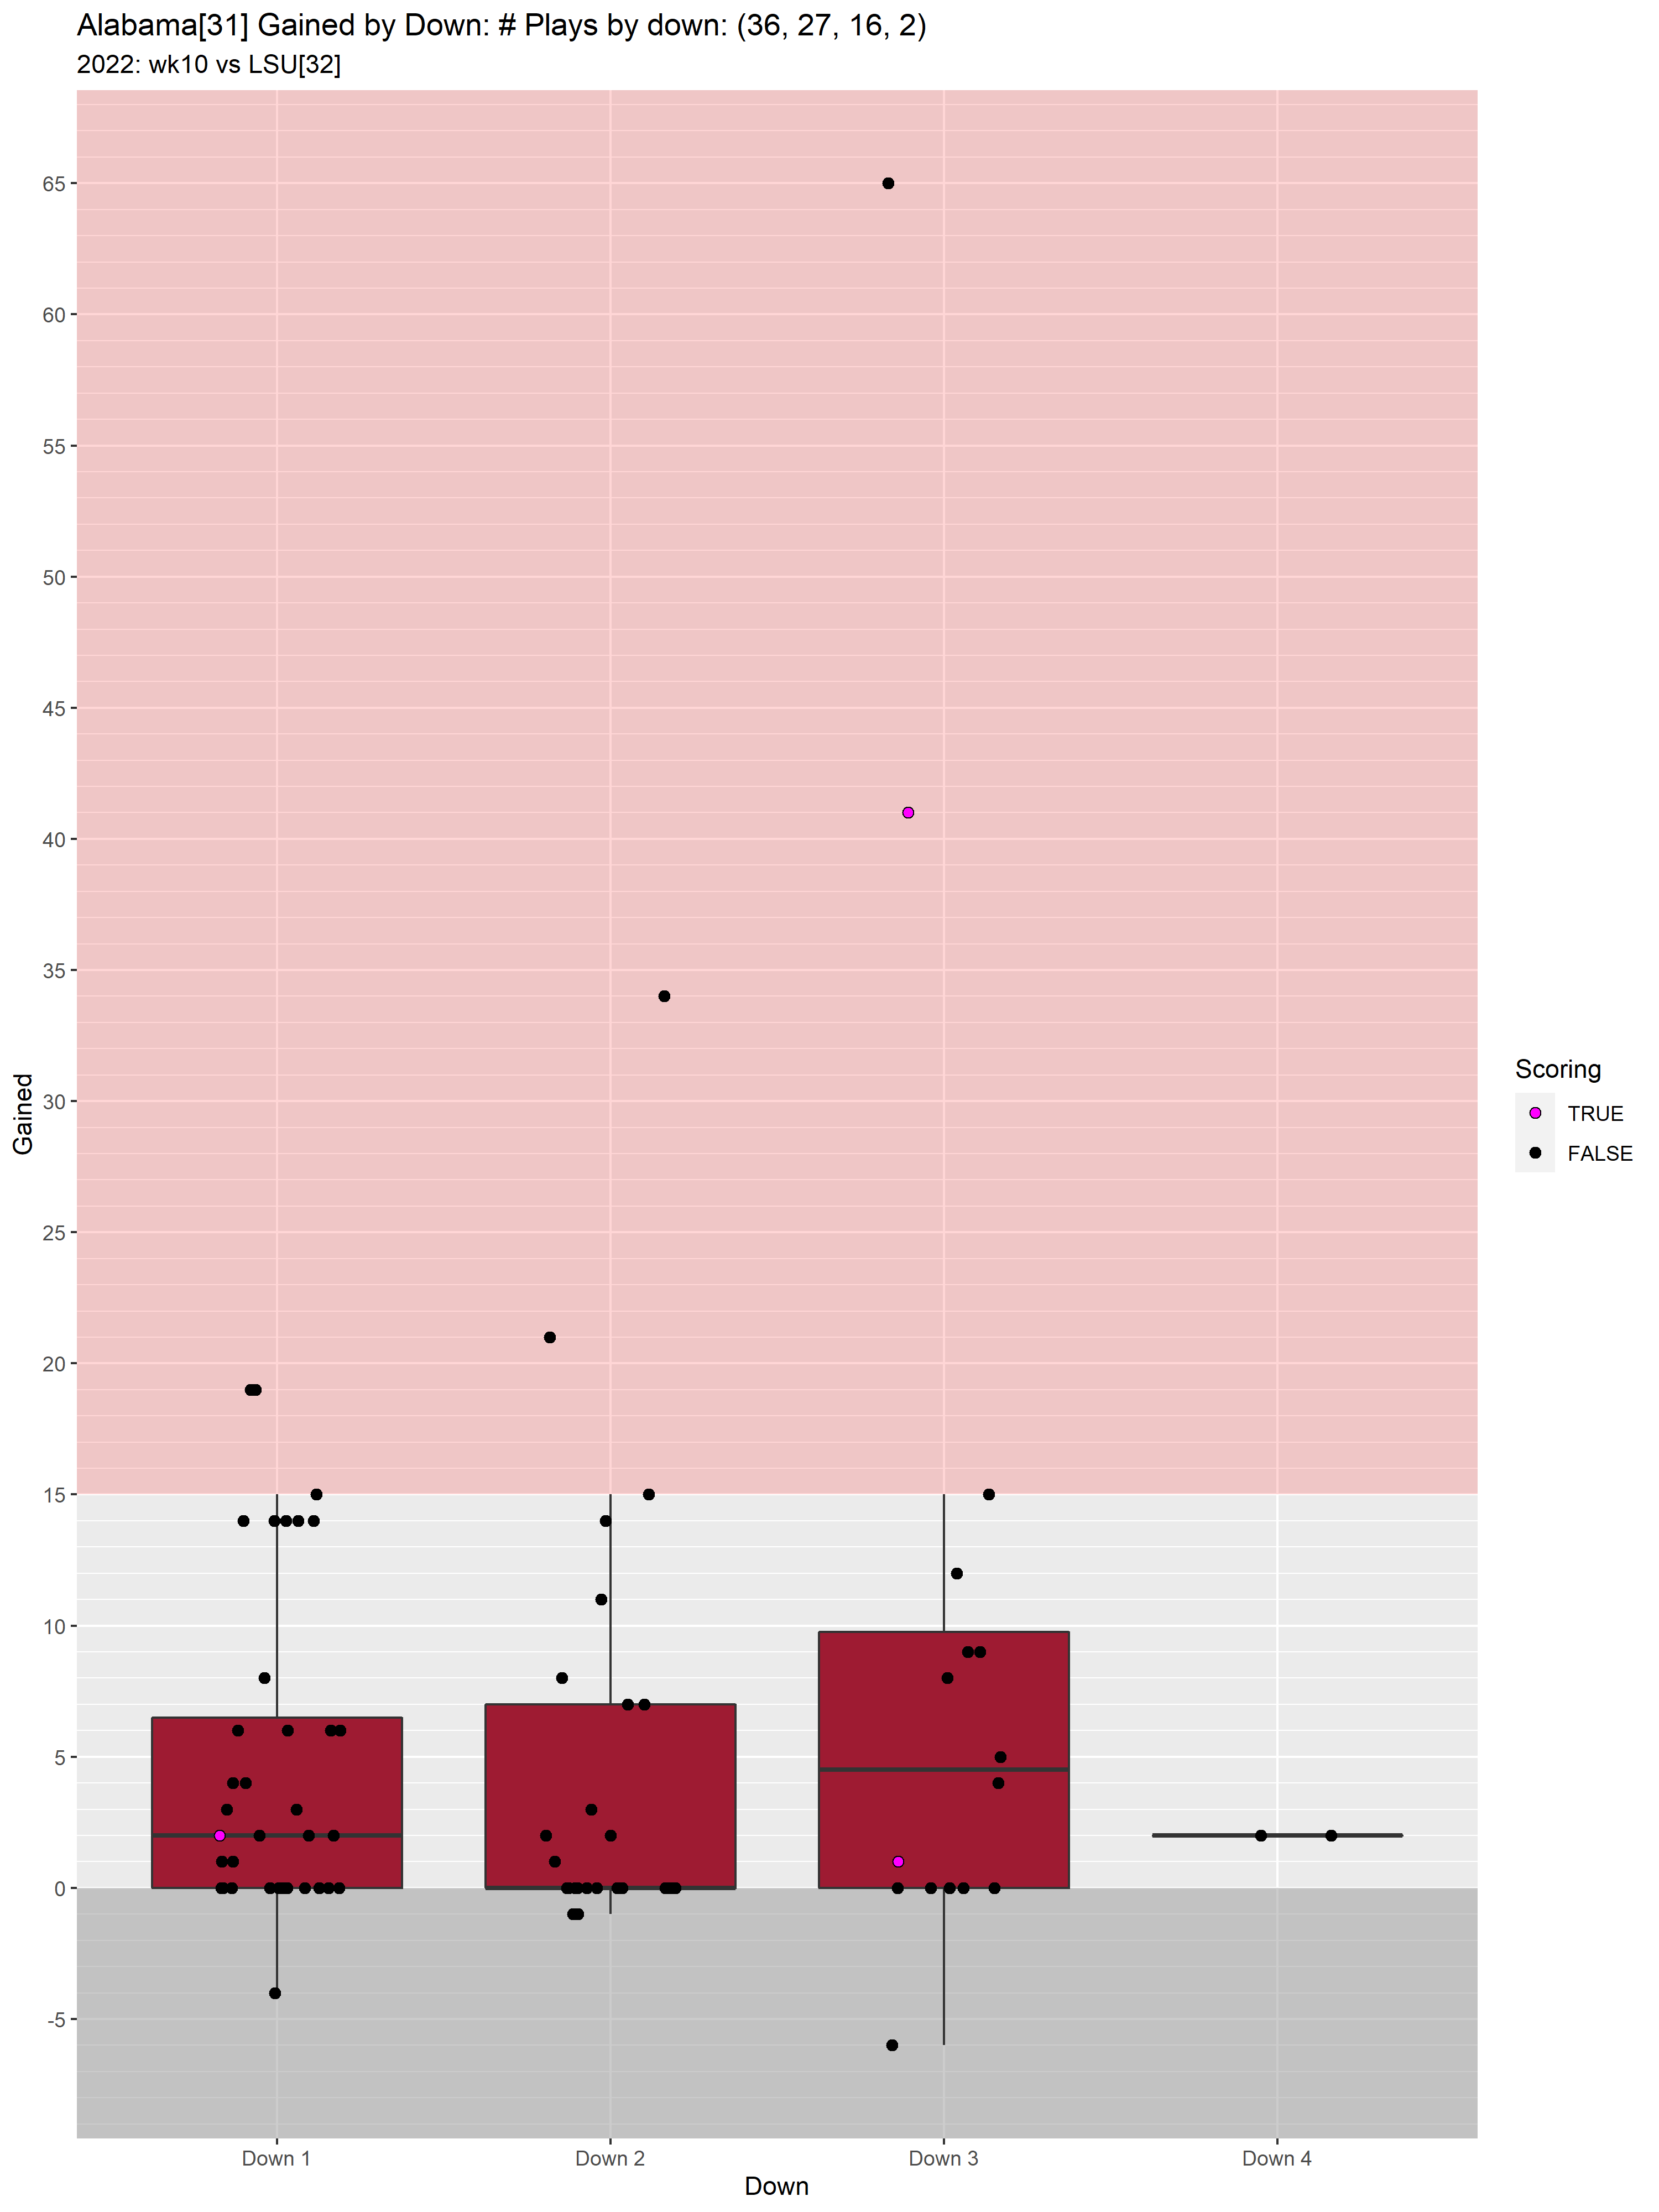 Alabama[31] Gained by Down: # Plays by down: (36, 27, 16, 2)
2022: wk10 vs LSU[32]
65
60
55
50
45
40
35
30
25
20
15
10
5
0
-5
Gained
Down 1
Down 2
Down 3
Down 4
Down
Scoring
TRUE
FALSE